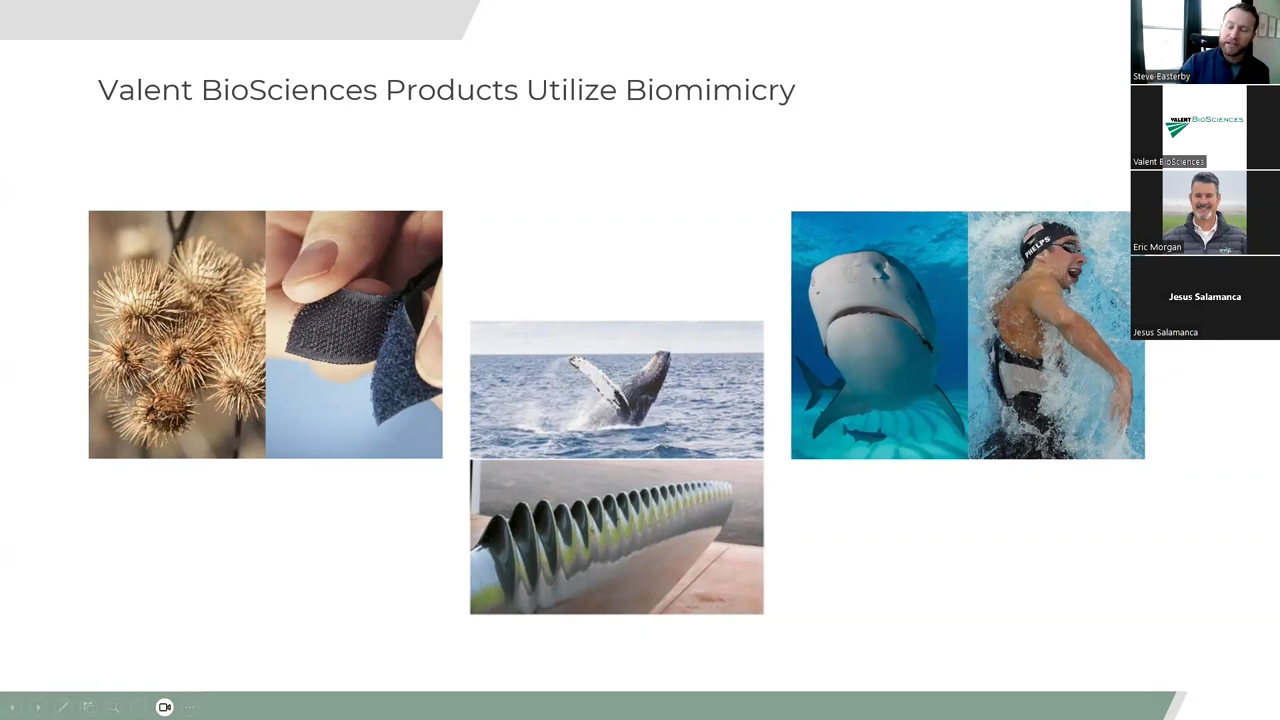 Valent BioSciences Products Utilize Biomimicry
Steve Easterby
VALENT BIOSCIENCES
Valent BioSciences
Eric Morgan
Jesus Salamanca
Jesus Salamanca
PHELPS